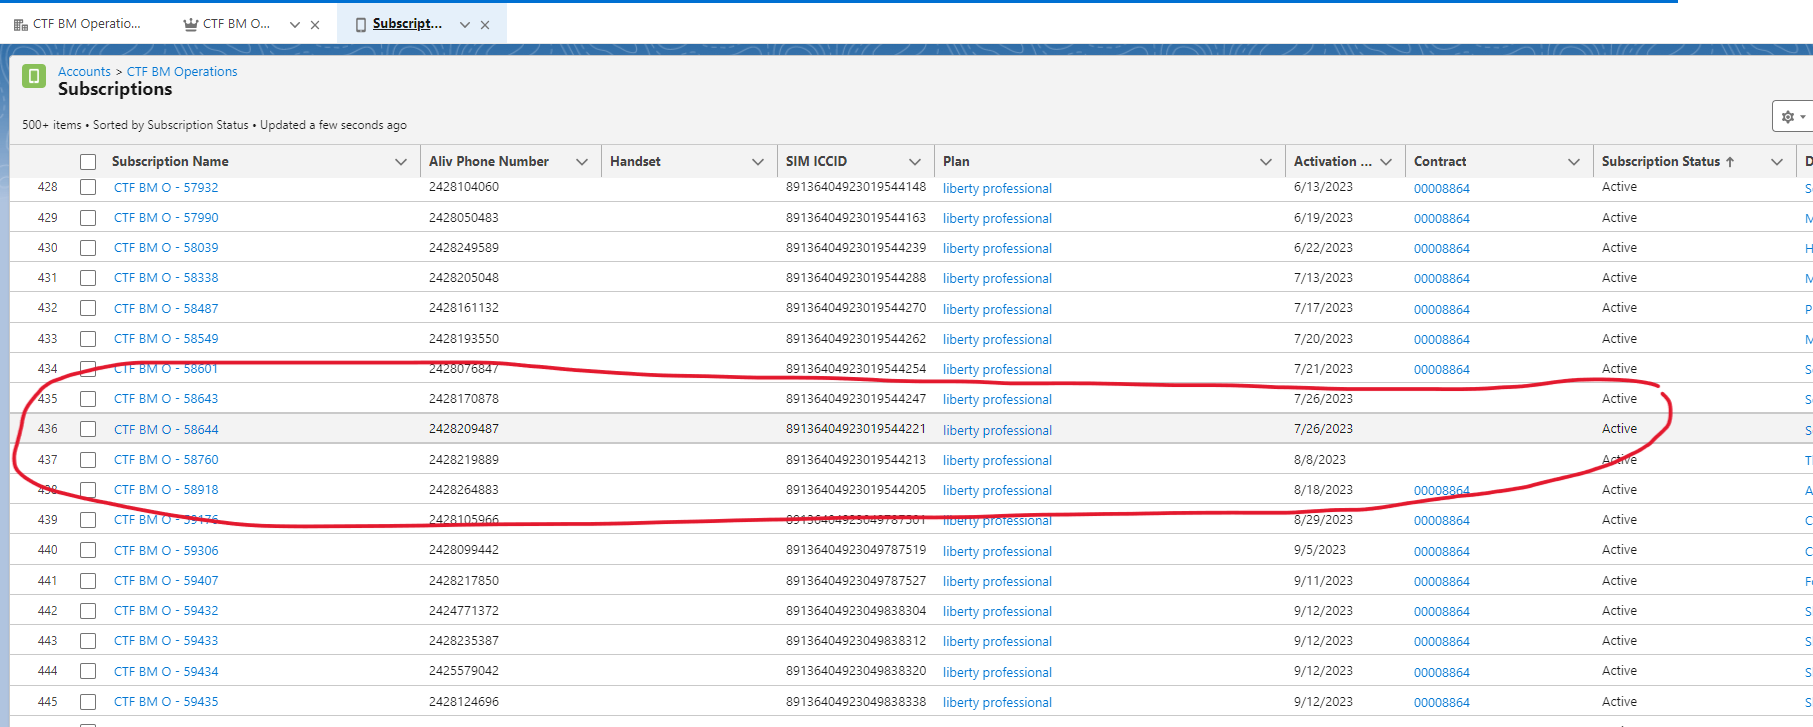 CTF BM Operatio...
CTF BM O...
Subscript...
Accounts > CTF BM Operations
Subscriptions
500+ items • Sorted by Subscription Status • Updated a few seconds ago
Subscription Name Aliv Phone Number Handset SIM ICCID Plan Activation ... Contract Subscription Status ↑ D
428 CTF BM O - 57932 2428104060 89136404923019544148 liberty professional 6/13/2023 00008864 Active S
429 CTF BM O - 57990 2428050483 89136404923019544163 liberty professional 6/19/2023 00008864 Active M
430 CTF BM O - 58039 2428249589 89136404923019544239 liberty professional 6/22/2023 00008864 Active H
431 CTF BM O - 58338 2428205048 89136404923019544288 liberty professional 7/13/2023 00008864 Active M
432 CTF BM O - 58487 2428161132 89136404923019544270 liberty professional 7/17/2023 00008864 Active P
433 CTF BM O - 58549 2428193550 89136404923019544262 liberty professional 7/20/2023 00008864 Active M
434 CTF BM O - 58601 2428076847 89136404923019544254 liberty professional 7/21/2023 00008864 Active S
435 CTF BM O - 58643 2428170878 89136404923019544247 liberty professional 7/26/2023 Active S
436 CTF BM O - 58644 2428209487 89136404923019544221 liberty professional 7/26/2023 Active S
437 CTF BM O - 58760 2428219889 89136404923019544213 liberty professional 8/8/2023 Active Tl
438 CTF BM O - 58918 2428264883 89136404923019544205 liberty professional 8/18/2023 00008864 Active A
439 CTF BM O - 59176 2428105966 89136404923049787501 liberty professional 8/29/2023 00008864 Active C
440 CTF BM O - 59306 2428099442 89136404923049787519 liberty professional 9/5/2023 00008864 Active C
441 CTF BM O - 59407 2428217850 89136404923049787527 liberty professional 9/11/2023 00008864 Active F
442 CTF BM O - 59432 2424771372 89136404923049838304 liberty professional 9/12/2023 00008864 Active S
443 CTF BM O - 59433 2428235387 89136404923049838312 liberty professional 9/12/2023 00008864 Active S
444 CTF BM O - 59434 2425579042 89136404923049838320 liberty professional 9/12/2023 00008864 Active S
445 CTF BM O - 59435 2428124696 89136404923049838338 liberty professional 9/12/2023 00008864 Active S